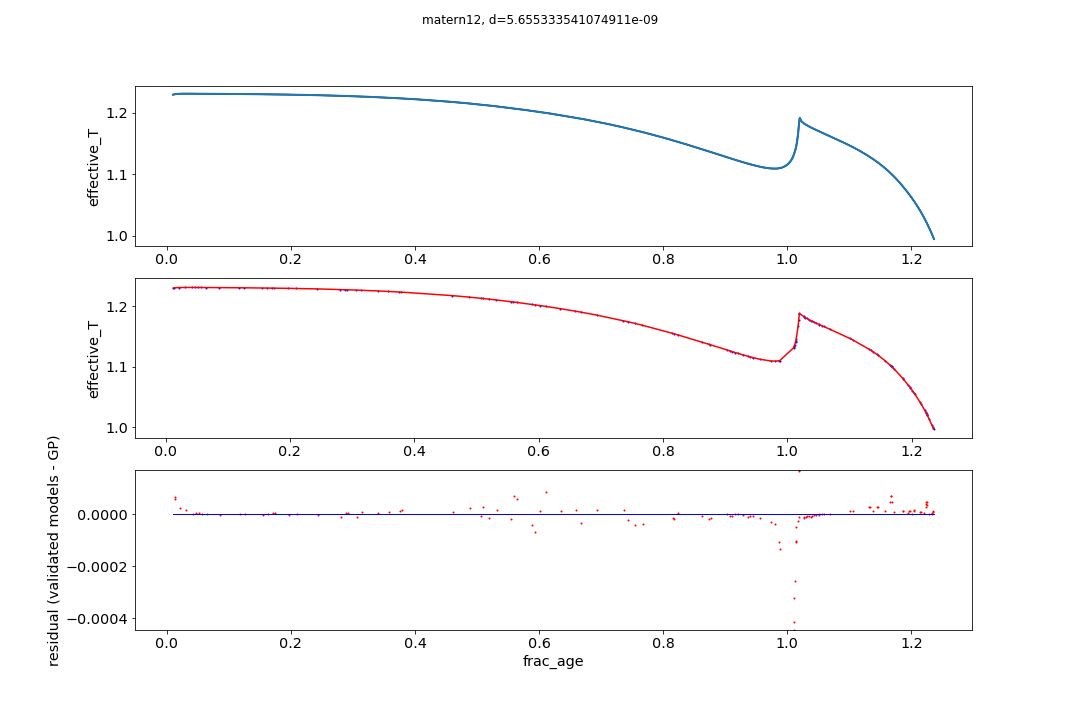 matern12, d=5.655333541074911e-09
effective_T
1.2
1.1
1.0
0.0 0.2 0.4 0.6 0.8 1.0 1.2
effective_T
1.2
1.1
1.0
0.0 0.2 0.4 0.6 0.8 1.0 1.2
residual (validated models - GP)
0.0000
−0.0002
−0.0004
0.0 0.2 0.4 0.6 0.8 1.0 1.2
frac_age